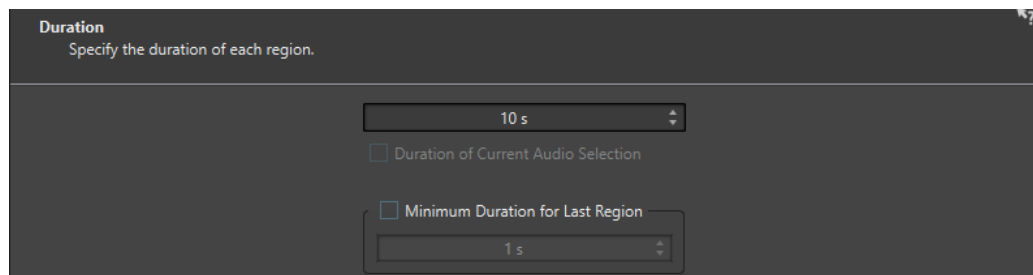 Duration
Specify the duration of each region.
10 s
Duration of Current Audio Selection
Minimum Duration for Last Region
1 s